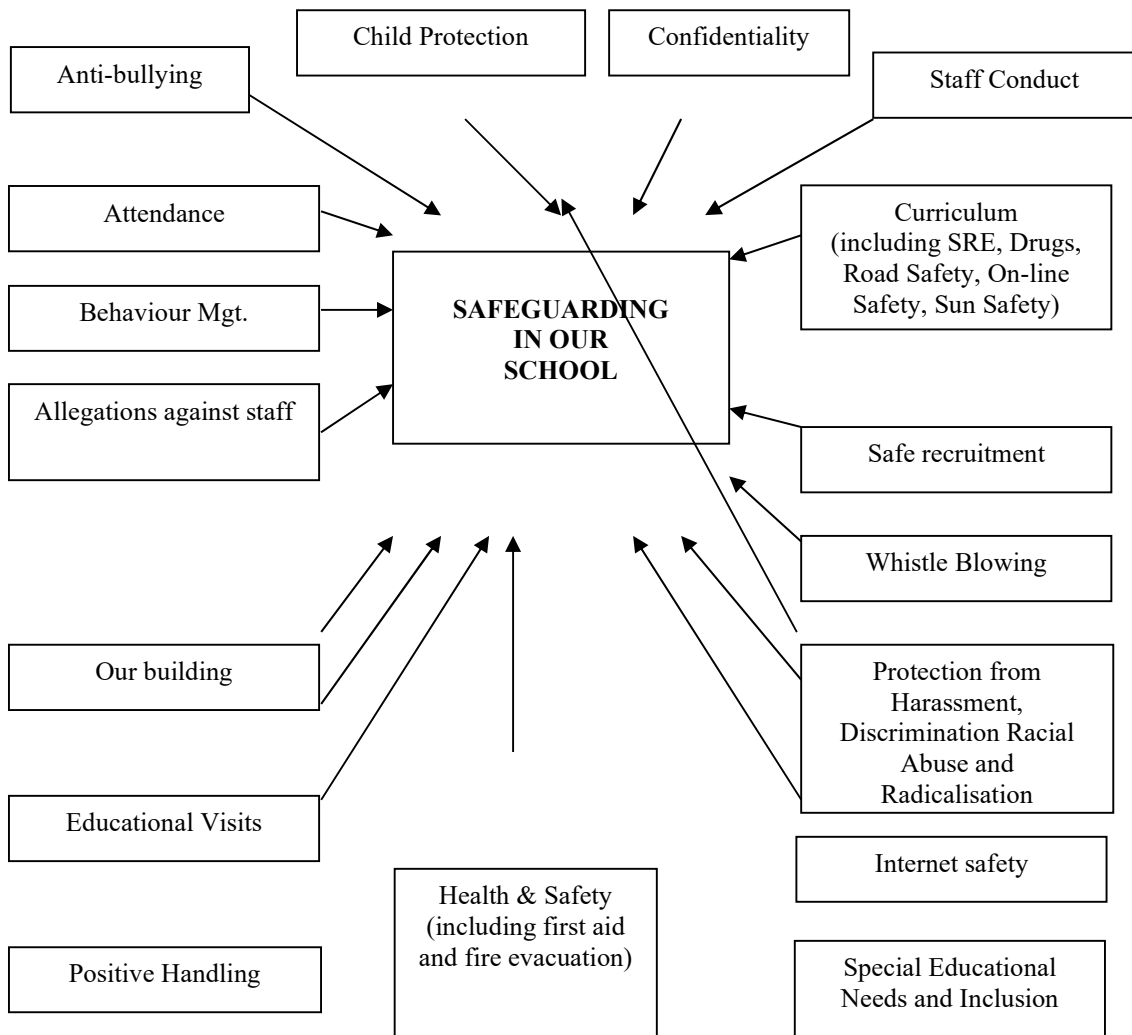 Child Protection
Confidentiality
Anti-bullying
Staff Conduct
Attendance
Curriculum
(including SRE, Drugs,
Road Safety, On-line
Safety, Sun Safety)
Behaviour Mgt.
SAFEGUARDING
IN OUR
SCHOOL
Allegations against staff
Safe recruitment
Whistle Blowing
Our building
Protection from
Harassment,
Discrimination Racial
Abuse and
Radicalisation
Educational Visits
Internet safety
Health & Safety
(including first aid
and fire evacuation)
Positive Handling
Special Educational
Needs and Inclusion